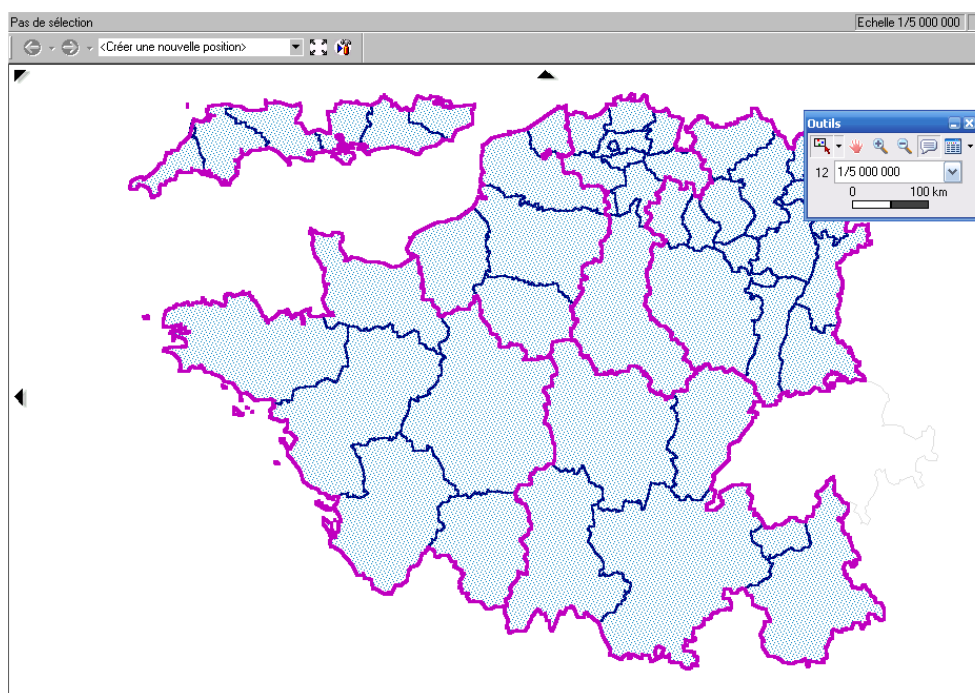 Pas de sélection
Echelle 1/5 000 000
<Créer une nouvelle position>
Outils
12 1/5 000 000
0 100 km